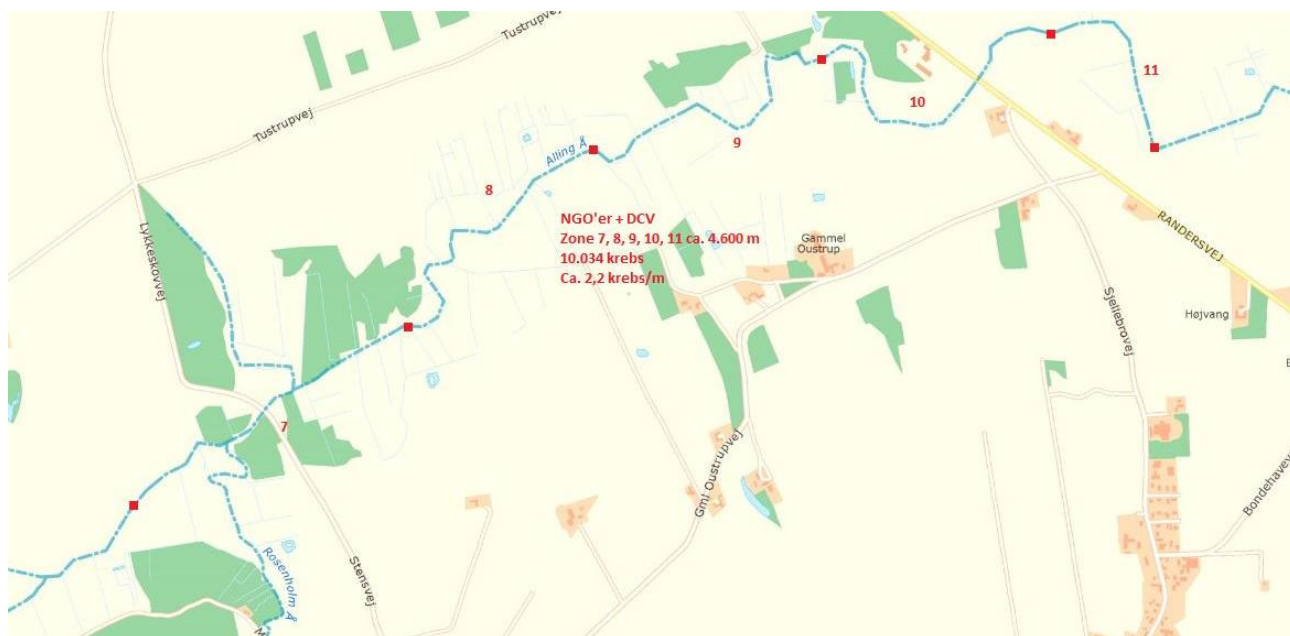 Tustrupvej
Tustrupvej
11
10
9
Alling Å
8
NGO'er + DCV
Zone 7, 8, 9, 10, 11 ca. 4.600 m
10.034 krebs
Ca. 2,2 krebs/m
Gammel
Oustrup
RANDERSVEJ
Lykkeskovvej
Sjellebrovej
Højvang
7
Gml Oustrupvej
Stensvej
Rosenholm Å